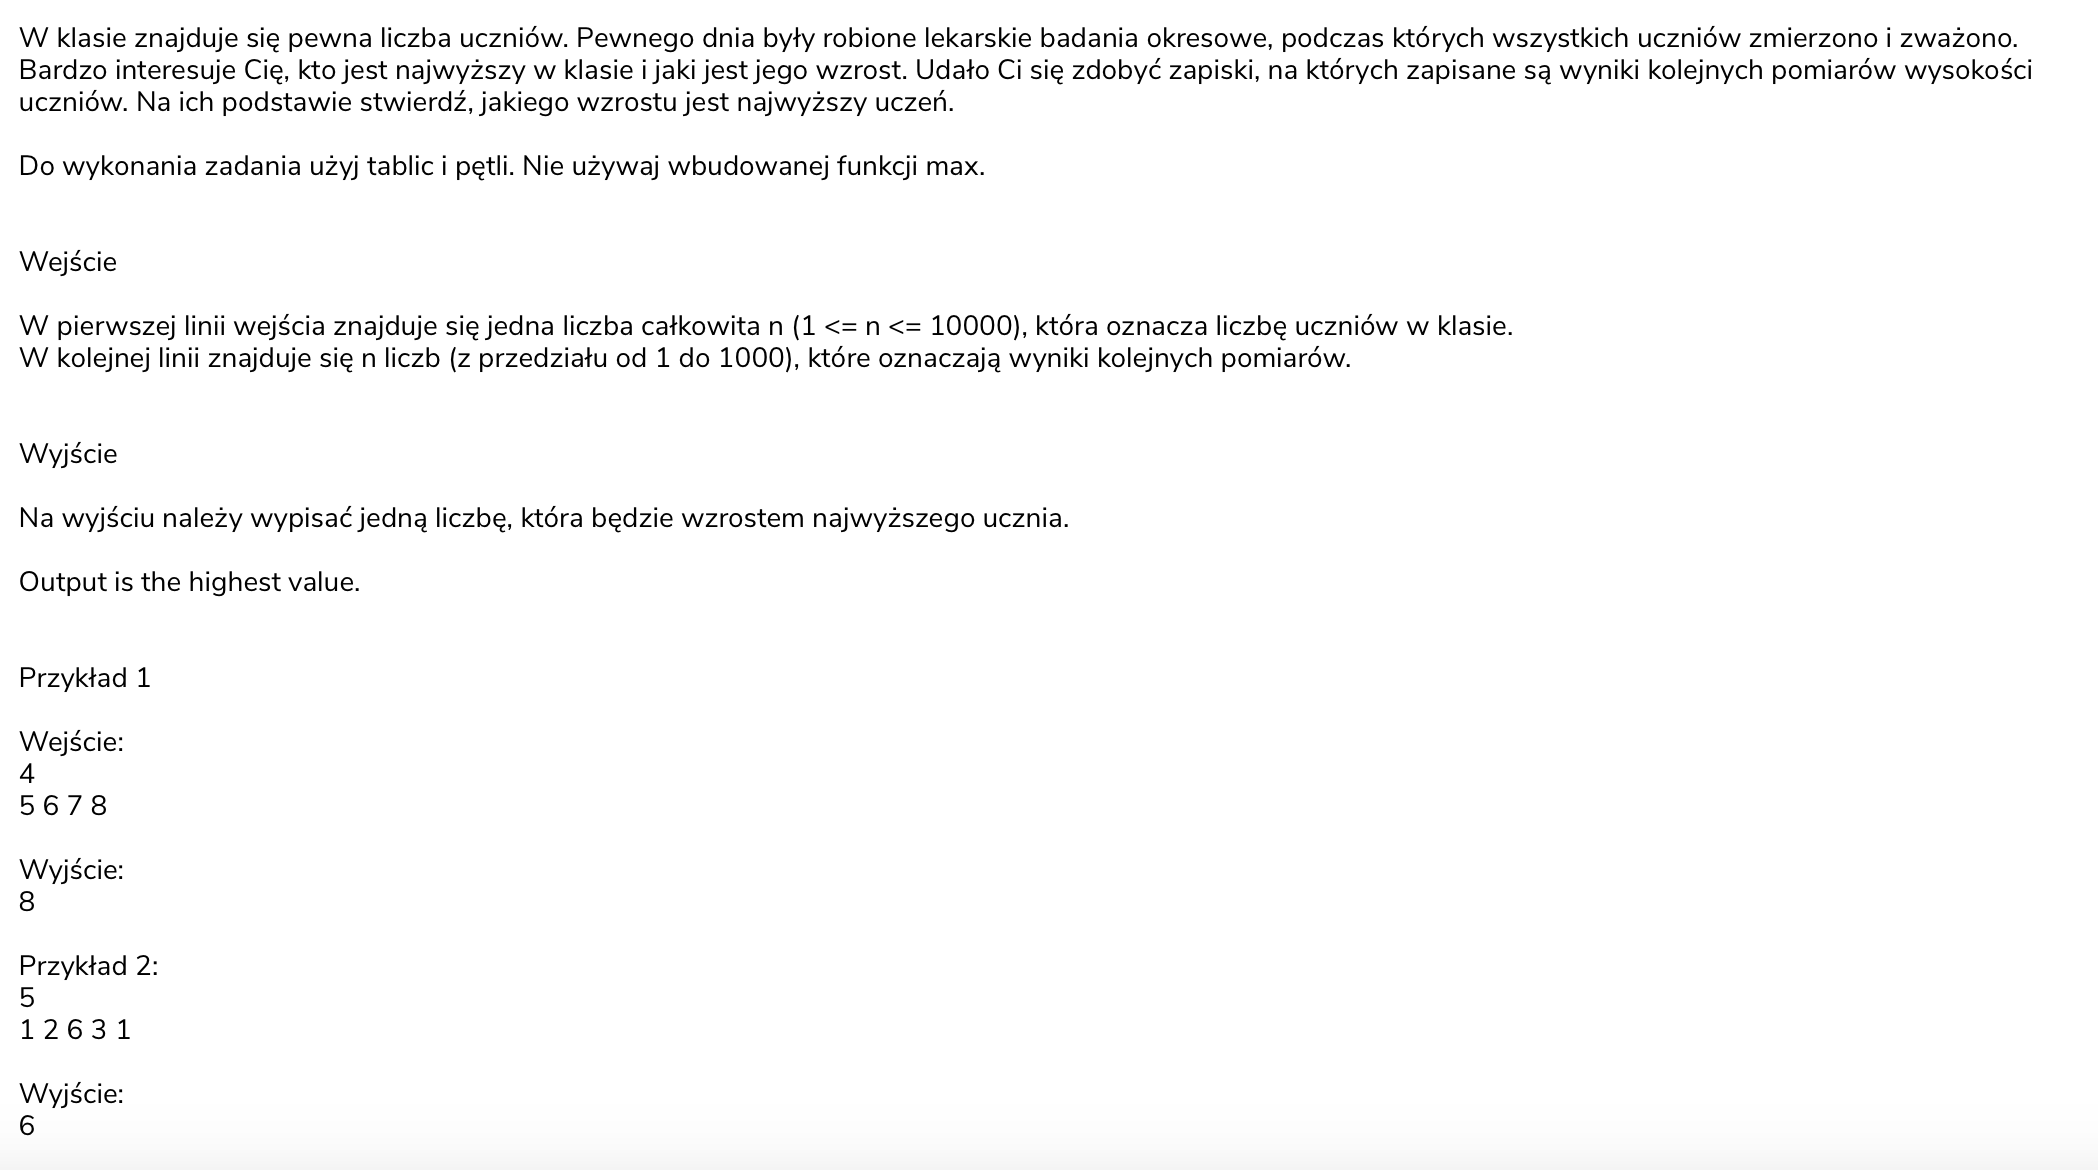 W klasie znajduje się pewna liczba uczniów. Pewnego dnia były robione lekarskie badania okresowe, podczas których wszystkich uczniów zmierzono i zważono.
Bardzo interesuje Cię, kto jest najwyższy w klasie i jaki jest jego wzrost. Udało Ci się zdobyć zapiski, na których zapisane są wyniki kolejnych pomiarów wysokości
uczniów. Na ich podstawie stwierdź, jakiego wzrostu jest najwyższy uczeń.
Do wykonania zadania użyj tablic i pętli. Nie używaj wbudowanej funkcji max.
Wejście
W pierwszej linii wejścia znajduje się jedna liczba całkowita n (1 <= n <= 10000), która oznacza liczbę uczniów w klasie.
W kolejnej linii znajduje się n liczb (z przedziału od 1 do 1000), które oznaczają wyniki kolejnych pomiarów.
Wyjście
Na wyjściu należy wypisać jedną liczbę, która będzie wzrostem najwyższego ucznia.
Output is the highest value.
Przykład 1
Wejście:
4
5 6 7 8
Wyjście:
8
Przykład 2:
5
1 2 6 3 1
Wyjście:
6